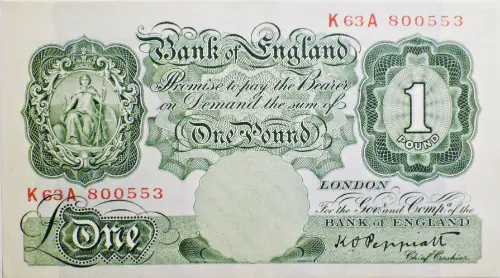 K63A 800553
Bank of England
Promise to pay the Bearer
on Demand the sum of
One Pound
1
POUND
K63A 800553
LONDON
For the Gov.r and Comp.a of the
BANK OF ENGLAND
£One
K.O. Peppiatt
Chief Cashier.